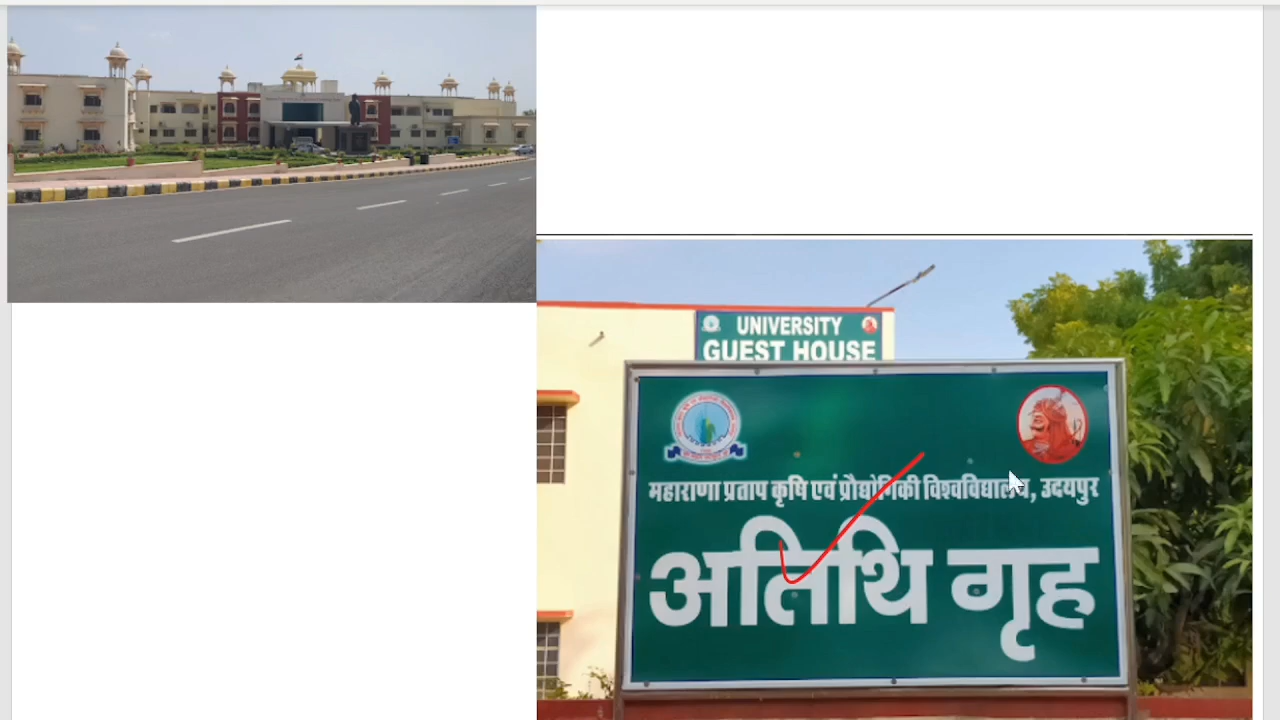 UNIVERSITY
GUEST HOUSE
महाराणा प्रताप कृषि एवं प्रौद्योगिकी विश्वविद्यालय, उदयपुर
अतिथि गृह